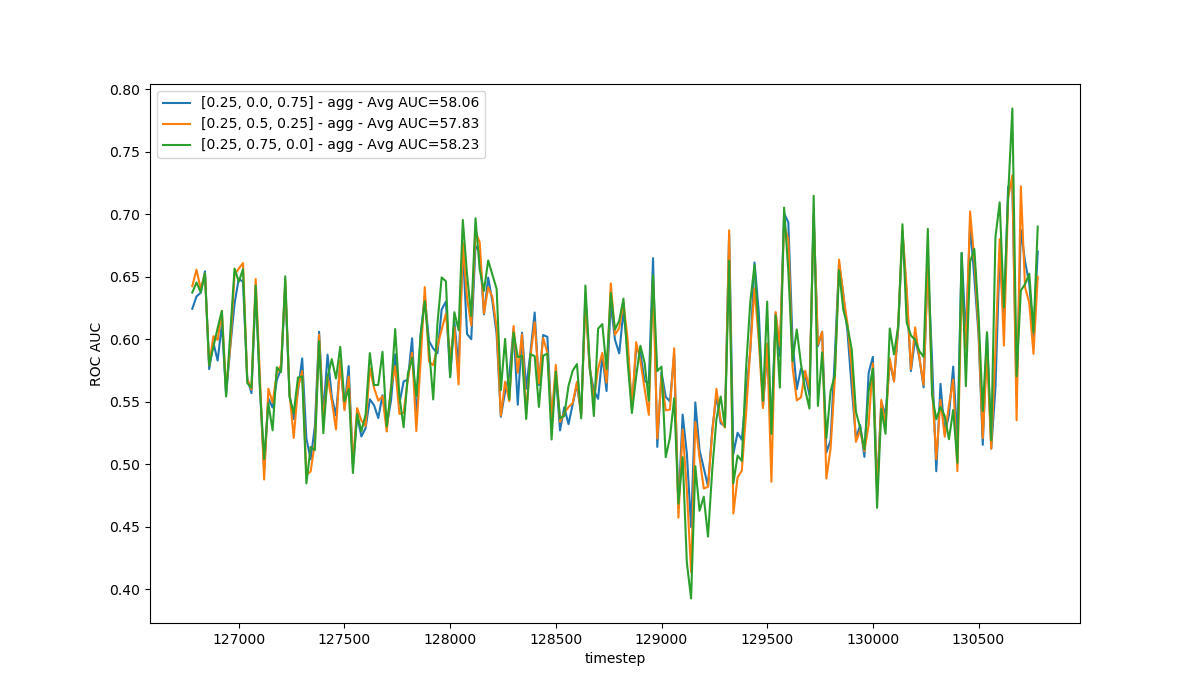 [0.25, 0.0, 0.75] - agg - Avg AUC=58.06
[0.25, 0.5, 0.25] - agg - Avg AUC=57.83
[0.25, 0.75, 0.0] - agg - Avg AUC=58.23
ROC AUC
0.80
0.75
0.70
0.65
0.60
0.55
0.50
0.45
0.40
127000 127500 128000 128500 129000 129500 130000 130500
timestep